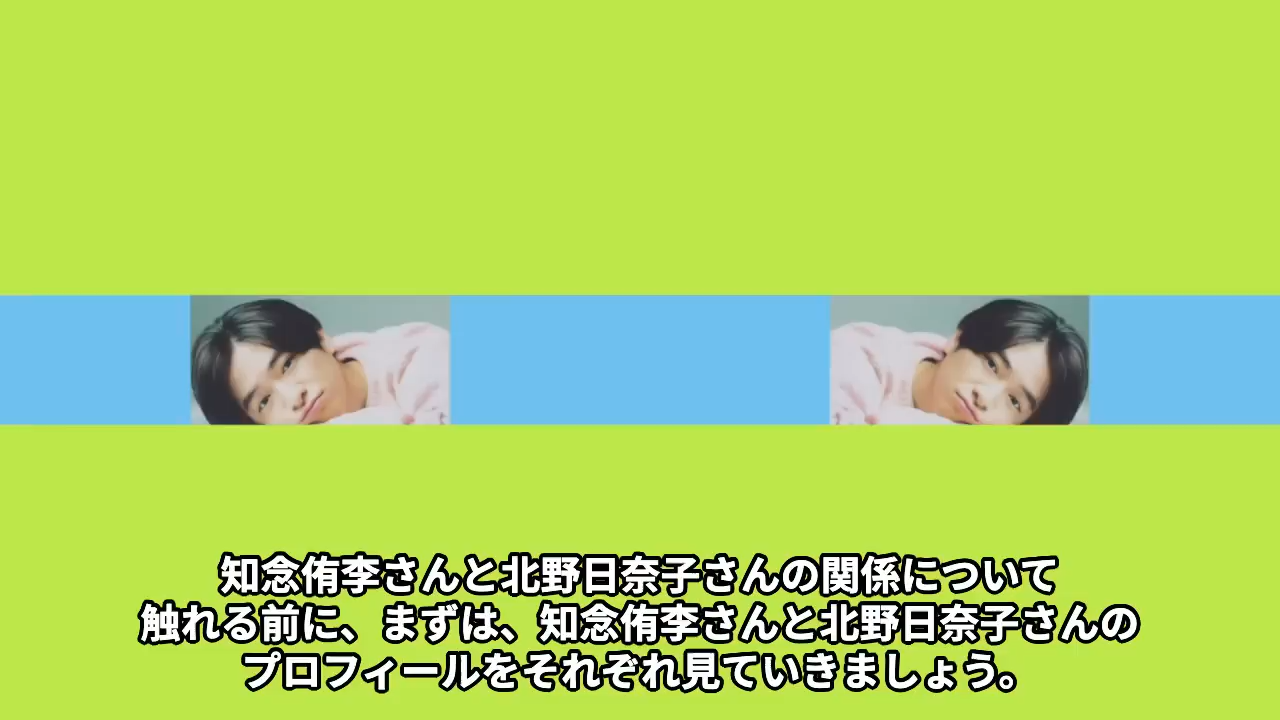 知念侑李さんと北野日奈子さんの関係について
触れる前に、まずは、知念侑李さんと北野日奈子さんの
プロフィールをそれぞれ見ていきましょう。